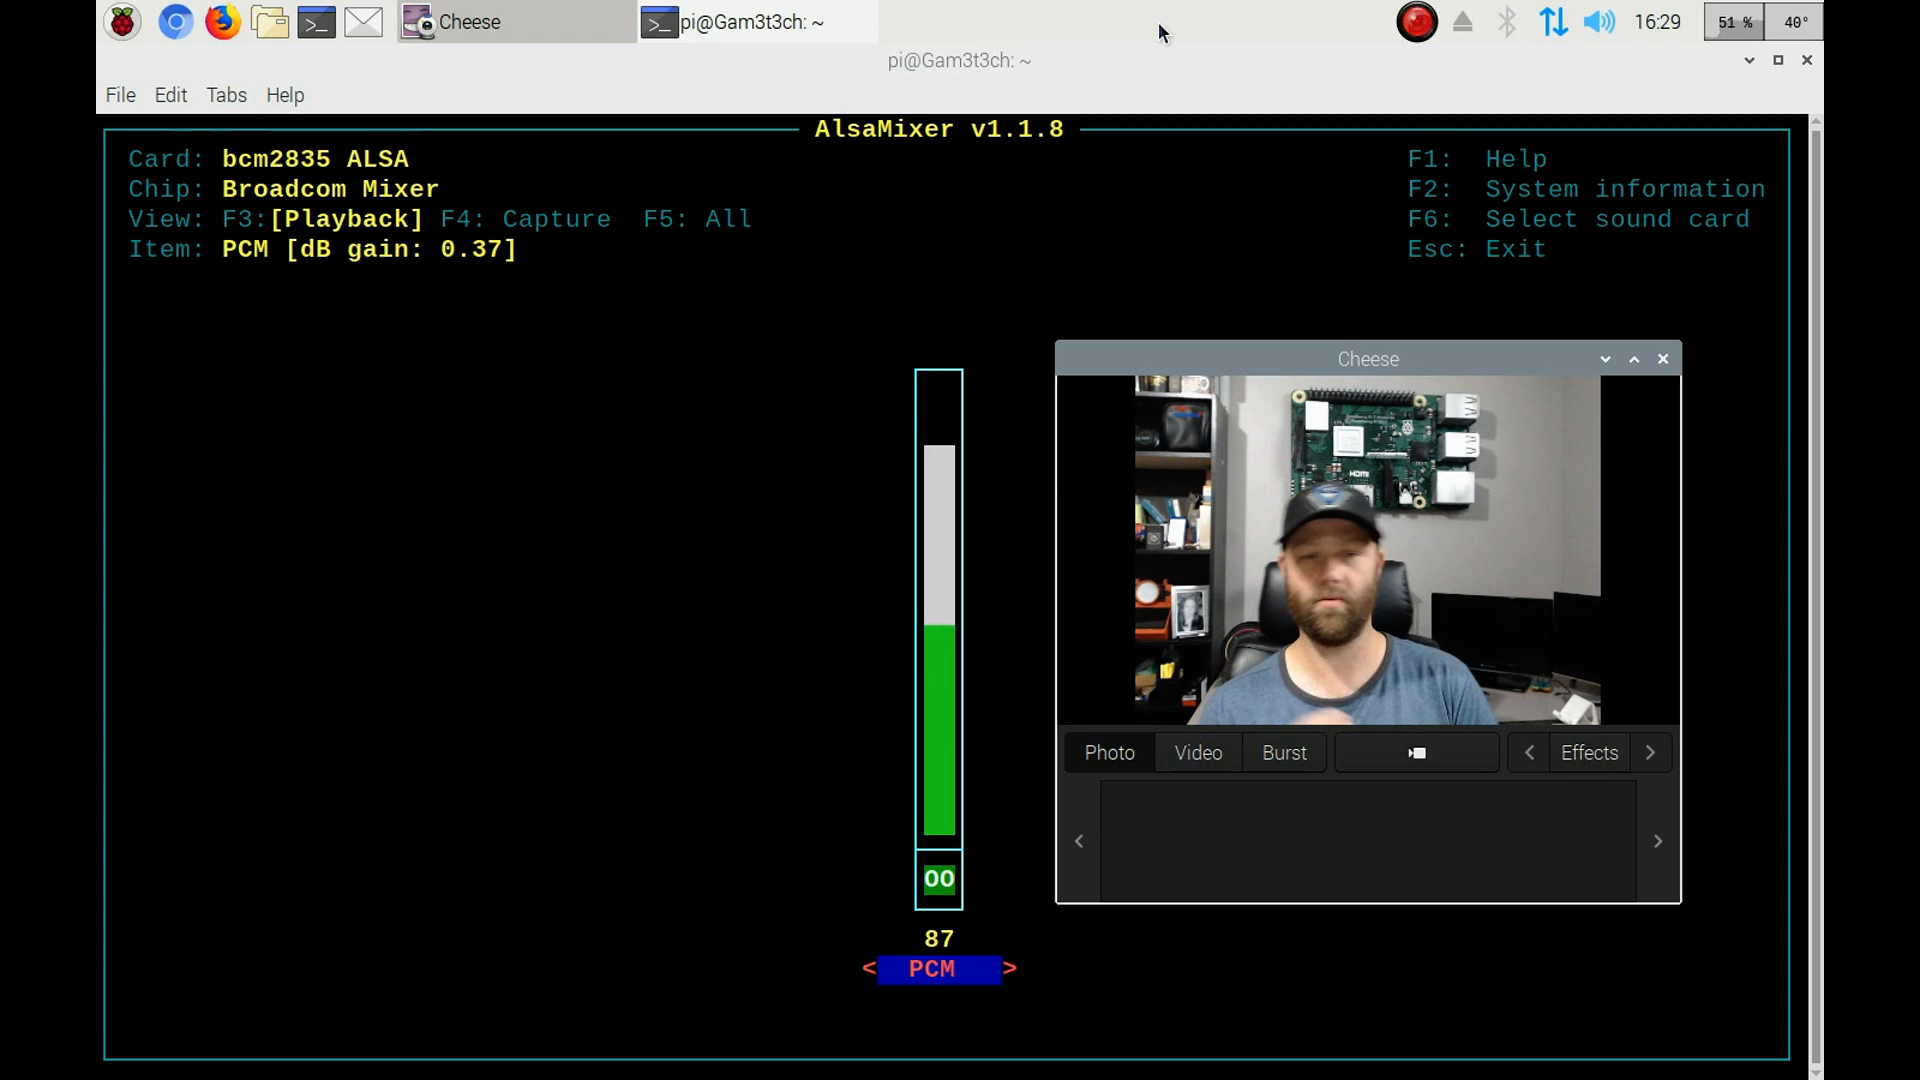 Cheese
pi@Gam3t3ch: ~
16:29
51 %
40°
pi@Gam3t3ch: ~
File Edit Tabs Help
AlsaMixer v1.1.8
Card: bcm2835 ALSA
F1: Help
Chip: Broadcom Mixer
F2: System information
View: F3:[Playback] F4: Capture F5: All
F6: Select sound card
Item: PCM [dB gain: 0.37]
Esc: Exit
Cheese
HDMI
Photo Video Burst
< Effects >
< >
OO
87
< PCM >